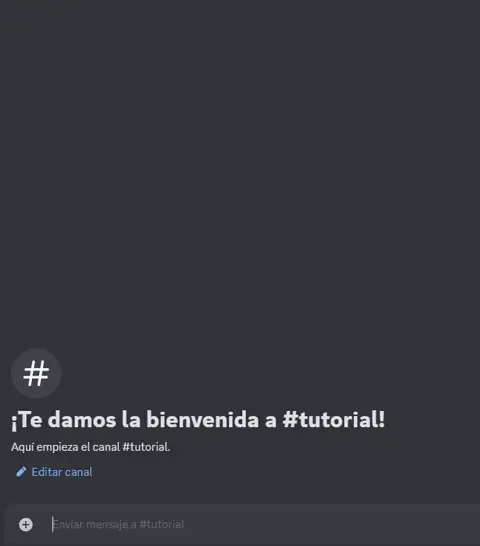 #
¡Te damos la bienvenida a #tutorial!
Aquí empieza el canal #tutorial.
Editar canal
Enviar mensaje a #tutorial